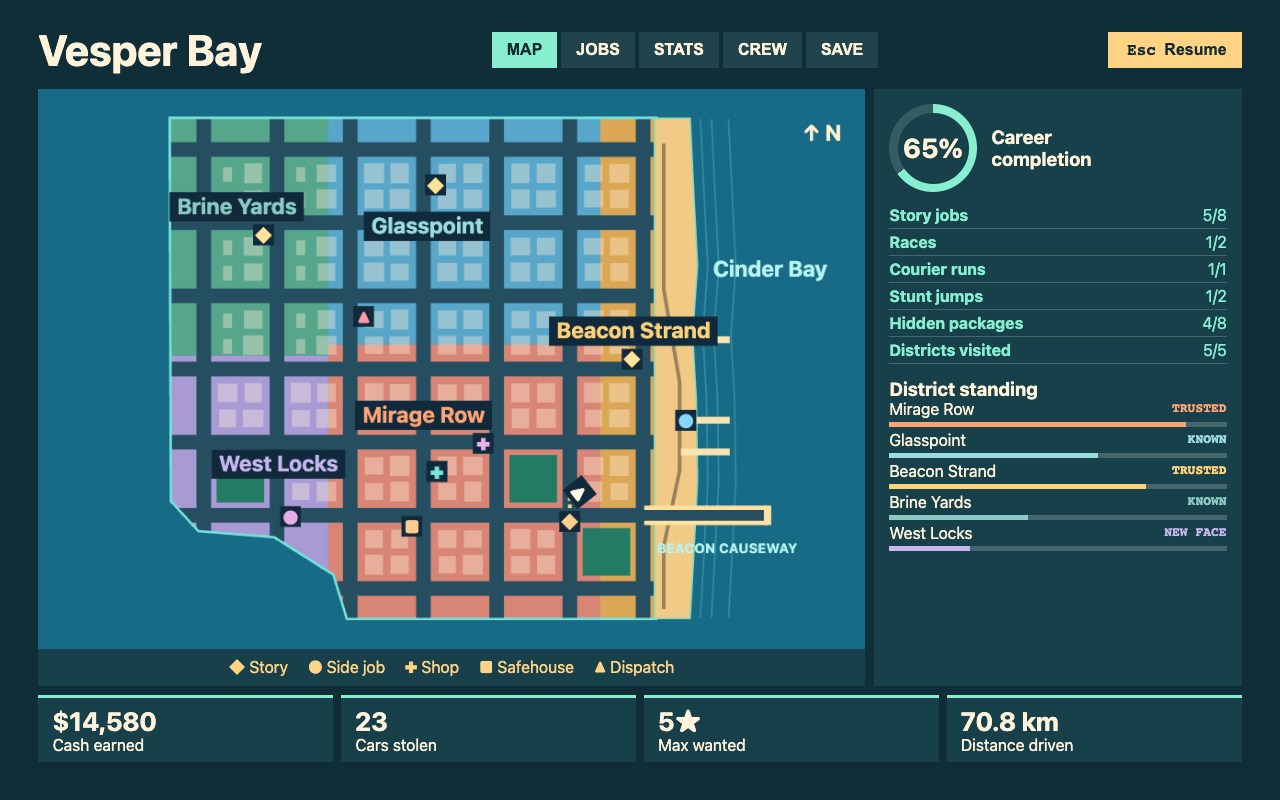 Vesper Bay
MAP
JOBS
STATS
CREW
SAVE
Esc Resume
N
Brine Yards
Glasspoint
Cinder Bay
Beacon Strand
Mirage Row
West Locks
BEACON CAUSEWAY
Story
Side job
Shop
Safehouse
Dispatch
65%
Career
completion
Story jobs 5/8
Races 1/2
Courier runs 1/1
Stunt jumps 1/2
Hidden packages 4/8
Districts visited 5/5
District standing
Mirage Row TRUSTED
Glasspoint KNOWN
Beacon Strand TRUSTED
Brine Yards KNOWN
West Locks NEW FACE
$14,580
Cash earned
23
Cars stolen
5★
Max wanted
70.8 km
Distance driven